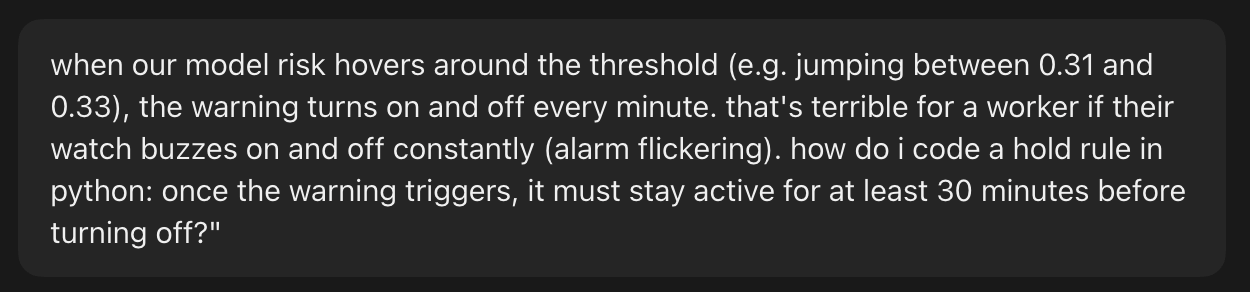 when our model risk hovers around the threshold (e.g. jumping between 0.31 and
0.33), the warning turns on and off every minute. that's terrible for a worker if their
watch buzzes on and off constantly (alarm flickering). how do i code a hold rule in
python: once the warning triggers, it must stay active for at least 30 minutes before
turning off?"